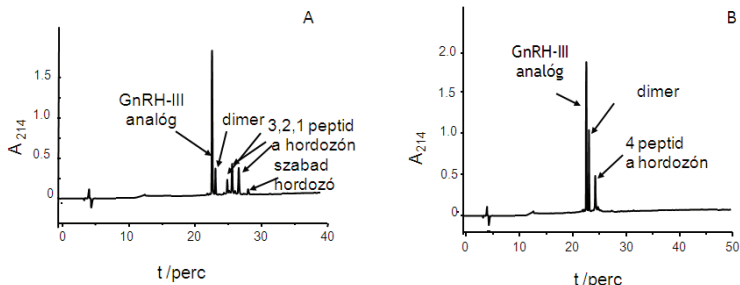 A
1.5
1.0
0.5
0.0
A214
GnRH-III
analóg
dimer
3,2,1 peptid
a hordozón
szabad
hordozó
0
10
20
30
40
t /perc
B
2.0
1.5
1.0
0.5
0.0
A214
GnRH-III
analóg
dimer
4 peptid
a hordozón
0
10
20
30
40
50
t /perc